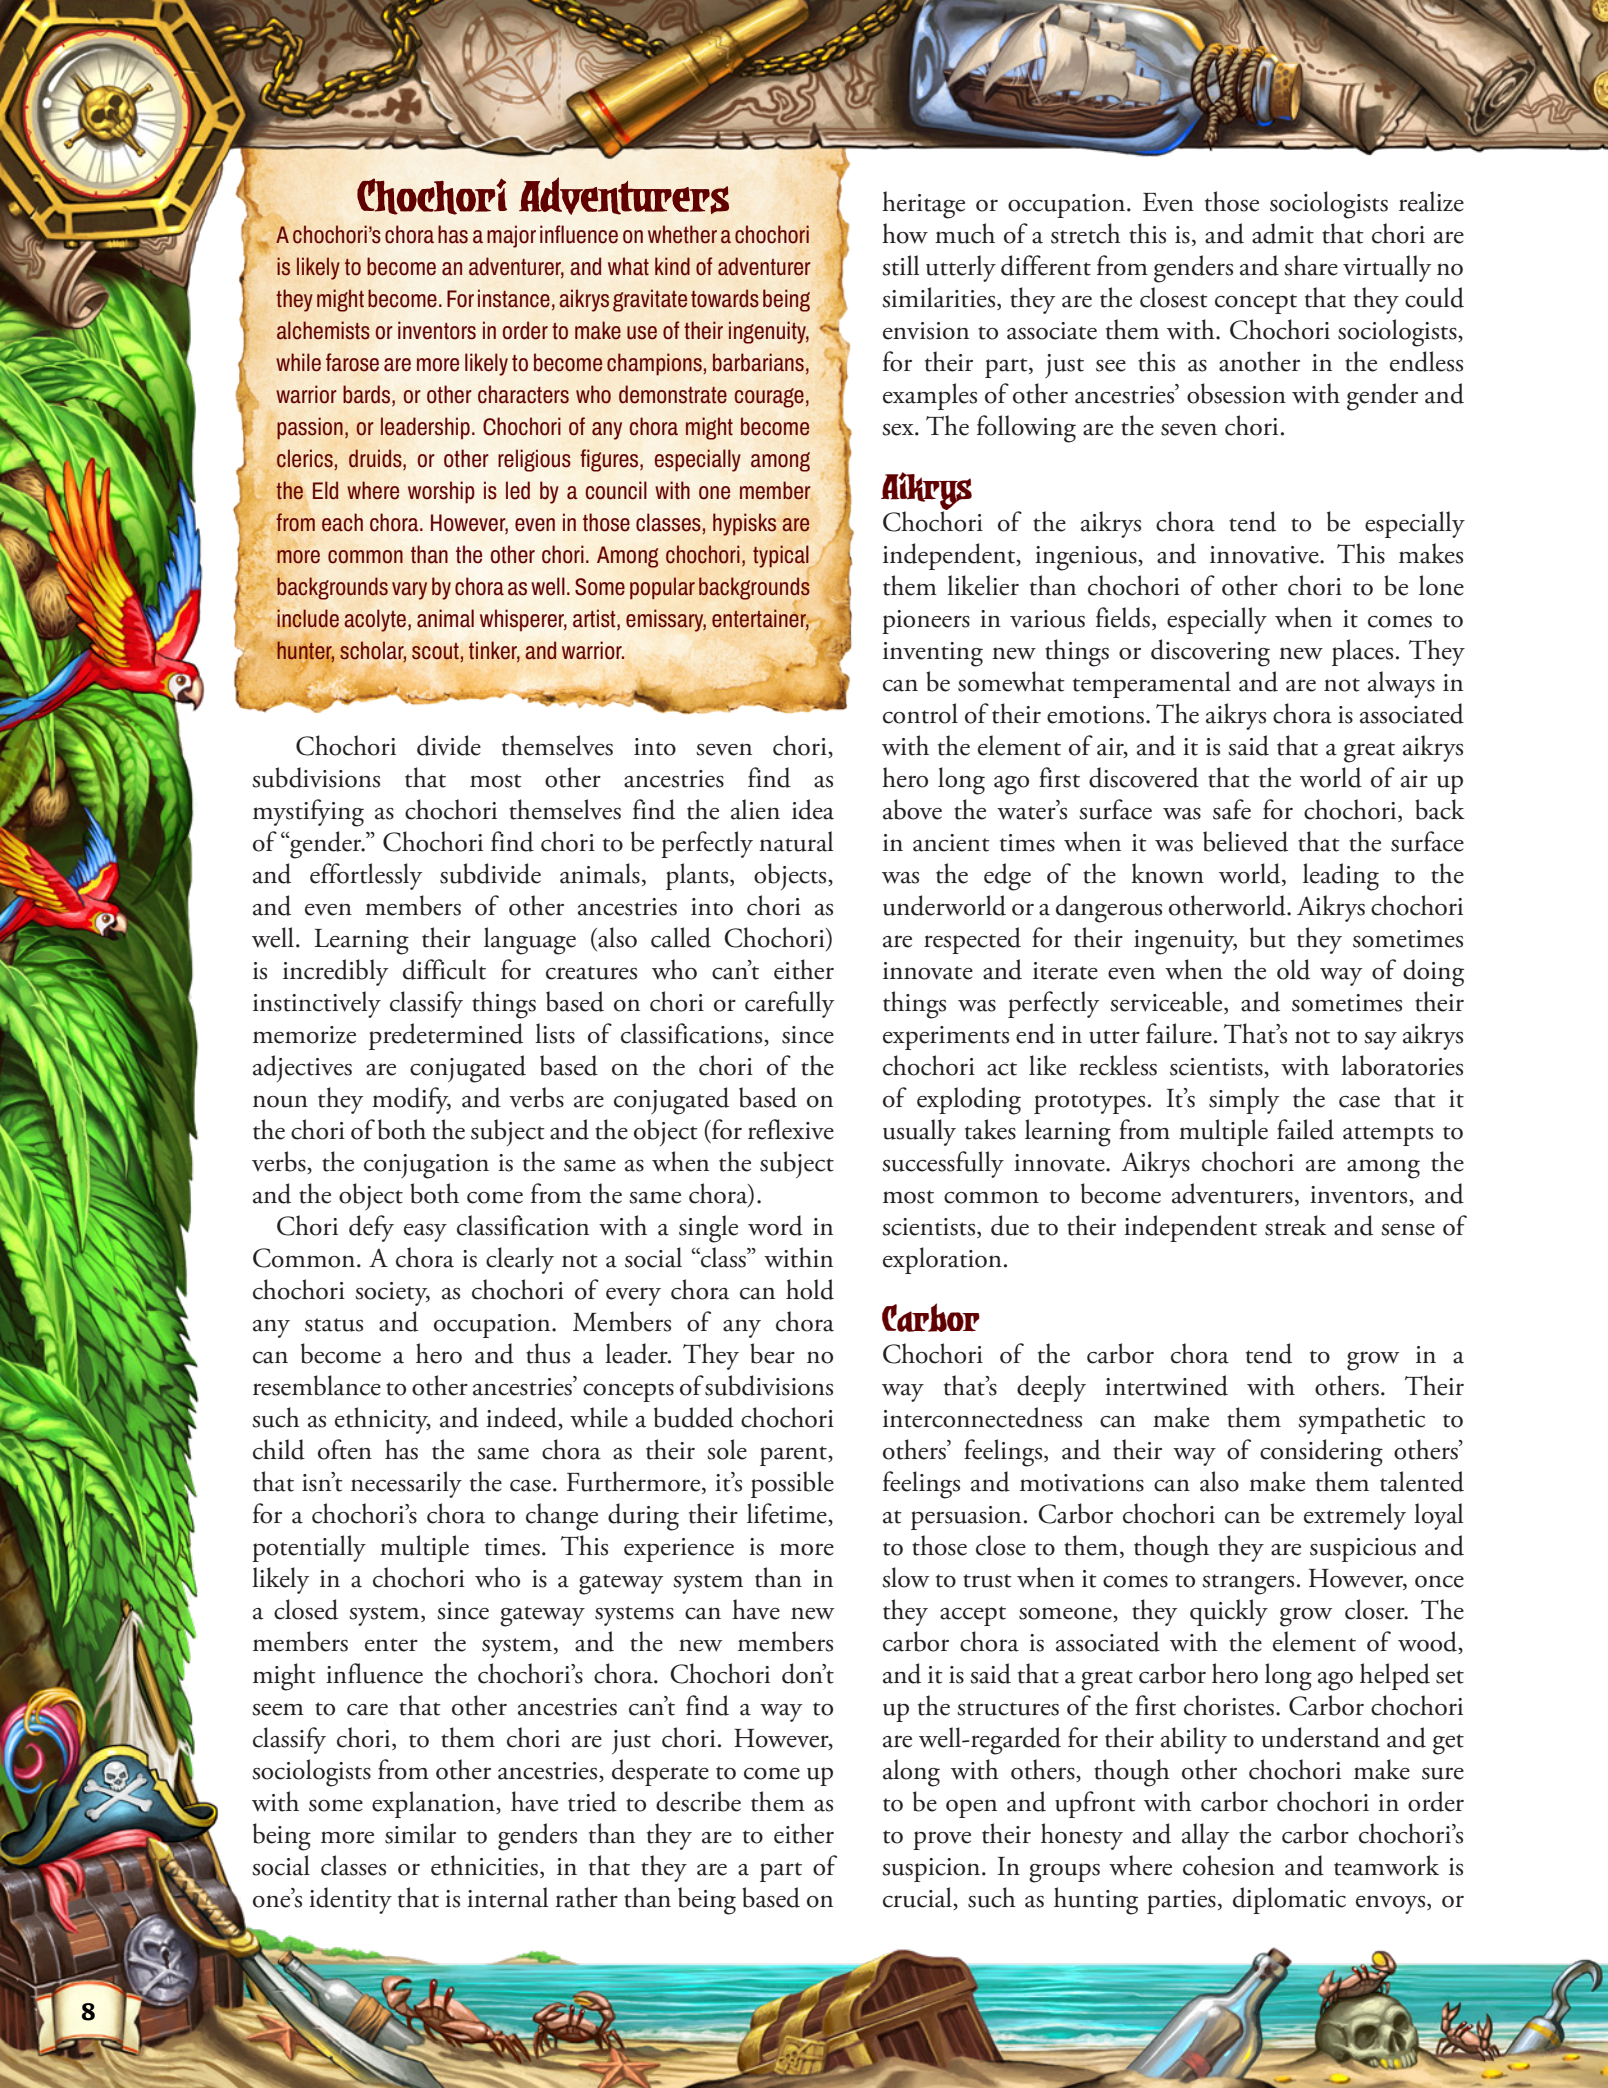 Chochori Adventurers
A chochori's chora has a major influence on whether a chochori
is likely to become an adventurer, and what kind of adventurer
they might become. For instance, aikrys gravitate towards being
alchemists or inventors in order to make use of their ingenuity,
while farose are more likely to become champions, barbarians,
warrior bards, or other characters who demonstrate courage,
passion, or leadership. Chochori of any chora might become
clerics, druids, or other religious figures, especially among
the Eld where worship is led by a council with one member
from each chora. However, even in those classes, hypisks are
more common than the other chori. Among chochori, typical
backgrounds vary by chora as well. Some popular backgrounds
include acolyte, animal whisperer, artist, emissary, entertainer,
hunter, scholar, scout, tinker, and warrior.
Chochori divide themselves into seven chori,
subdivisions that most other ancestries find as
mystifying as chochori themselves find the alien idea
of “gender.” Chochori find chori to be perfectly natural
and effortlessly subdivide animals, plants, objects,
and even members of other ancestries into chori as
well. Learning their language (also called Chochori)
is incredibly difficult for creatures who can't either
instinctively classify things based on chori or carefully
memorize predetermined lists of classifications, since
adjectives are conjugated based on the chori of the
noun they modify, and verbs are conjugated based on
the chori of both the subject and the object (for reflexive
verbs, the conjugation is the same as when the subject
and the object both come from the same chora).
Chori defy easy classification with a single word in
Common. A chora is clearly not a social “class” within
chochori society, as chochori of every chora can hold
any status and occupation. Members of any chora
can become a hero and thus a leader. They bear no
resemblance to other ancestries' concepts of subdivisions
such as ethnicity, and indeed, while a budded chochori
child often has the same chora as their sole parent,
that isn't necessarily the case. Furthermore, it's possible
for a chochori's chora to change during their lifetime,
potentially multiple times. This experience is more
likely in a chochori who is a gateway system than in
a closed system, since gateway systems can have new
members enter the system, and the new members
might influence the chochori's chora. Chochori don't
seem to care that other ancestries can't find a way to
classify chori, to them chori are just chori. However,
sociologists from other ancestries, desperate to come up
with some explanation, have tried to describe them as
being more similar to genders than they are to either
social classes or ethnicities, in that they are a part of
one's identity that is internal rather than being based on
heritage or occupation. Even those sociologists realize
how much of a stretch this is, and admit that chori are
still utterly different from genders and share virtually no
similarities, they are the closest concept that they could
envision to associate them with. Chochori sociologists,
for their part, just see this as another in the endless
examples of other ancestries' obsession with gender and
sex. The following are the seven chori.
Aikrys
Chochori of the aikrys chora tend to be especially
independent, ingenious, and innovative. This makes
them likelier than chochori of other chori to be lone
pioneers in various fields, especially when it comes to
inventing new things or discovering new places. They
can be somewhat temperamental and are not always in
control of their emotions. The aikrys chora is associated
with the element of air, and it is said that a great aikrys
hero long ago first discovered that the world of air up
above the water's surface was safe for chochori, back
in ancient times when it was believed that the surface
was the edge of the known world, leading to the
underworld or a dangerous otherworld. Aikrys chochori
are respected for their ingenuity, but they sometimes
innovate and iterate even when the old way of doing
things was perfectly serviceable, and sometimes their
experiments end in utter failure. That's not to say aikrys
chochori act like reckless scientists, with laboratories
of exploding prototypes. It's simply the case that it
usually takes learning from multiple failed attempts to
successfully innovate. Aikrys chochori are among the
most common to become adventurers, inventors, and
scientists, due to their independent streak and sense of
exploration.
Carbor
Chochori of the carbor chora tend to grow in a
way that's deeply intertwined with others. Their
interconnectedness can make them sympathetic to
others' feelings, and their way of considering others'
feelings and motivations can also make them talented
at persuasion. Carbor chochori can be extremely loyal
to those close to them, though they are suspicious and
slow to trust when it comes to strangers. However, once
they accept someone, they quickly grow closer. The
carbor chora is associated with the element of wood,
and it is said that a great carbor hero long ago helped set
up the structures of the first choristes. Carbor chochori
are well-regarded for their ability to understand and get
along with others, though other chochori make sure
to be open and upfront with carbor chochori in order
to prove their honesty and allay the carbor chochori's
suspicion. In groups where cohesion and teamwork is
crucial, such as hunting parties, diplomatic envoys, or
8